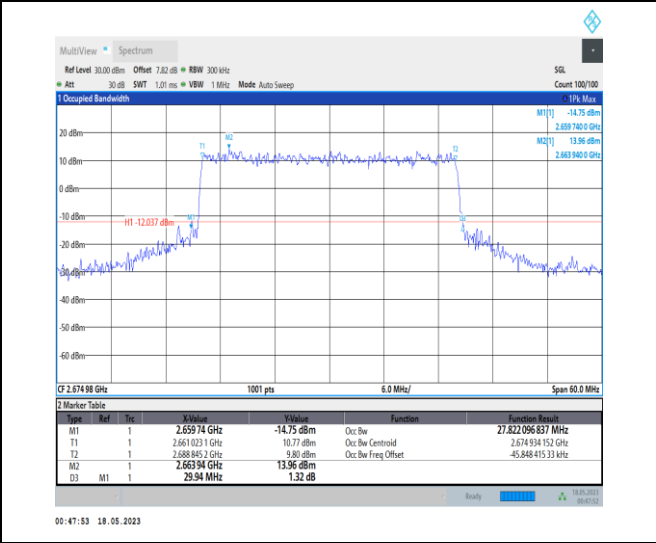 MultiView Spectrum
Ref Level 30.00 dBm Offset 7.82 dB RBW 300 kHz SGL
Att 30 dB SWT 1.01 ms VBW 1 MHz Mode Auto Sweep Count 100/100
1 Occupied Bandwidth 1Pk Max
M1[1] -14.75 dBm
2.659 740 0 GHz
M2[1] 13.96 dBm
2.663 940 0 GHz
20 dBm
M2
T1
T2
10 dBm
0 dBm
-10 dBm
H1 -12.037 dBm
M1
-20 dBm
-30 dBm
-40 dBm
-50 dBm
-60 dBm
CF 2.674 98 GHz 1001 pts 6.0 MHz/ Span 60.0 MHz
2 Marker Table
Type Ref Trc X-Value Y-Value Function Function Result
M1 1 2.659 74 GHz -14.75 dBm Occ Bw 27.822 096 837 MHz
T1 1 2.661 023 1 GHz 10.77 dBm Occ Bw Centroid 2.674 934 152 GHz
T2 1 2.688 845 2 GHz 9.80 dBm Occ Bw Freq Offset -45.848 415 33 kHz
M2 1 2.663 94 GHz 13.96 dBm
D3 M1 1 29.94 MHz 1.32 dB
Ready 18.05.2023
00:47:52
00:47:53 18.05.2023